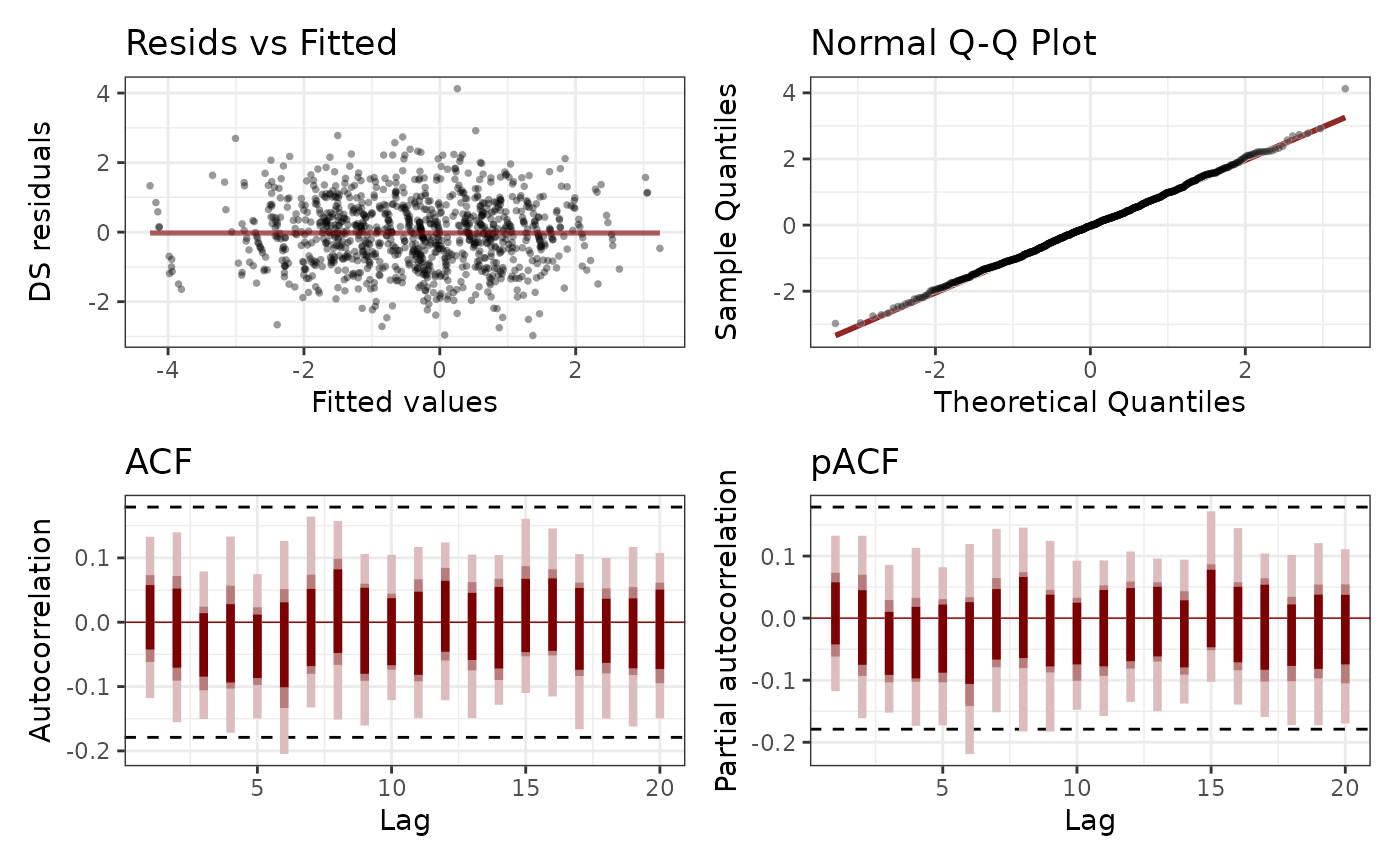 Resids vs Fitted
DS residuals
4
2
0
-2
-4
-2
0
2
Fitted values
Normal Q-Q Plot
Sample Quantiles
4
2
0
-2
-2
0
2
Theoretical Quantiles
ACF
Autocorrelation
0.1
0.0
-0.1
-0.2
5
10
15
20
Lag
pACF
Partial autocorrelation
0.1
0.0
-0.1
-0.2
5
10
15
20
Lag